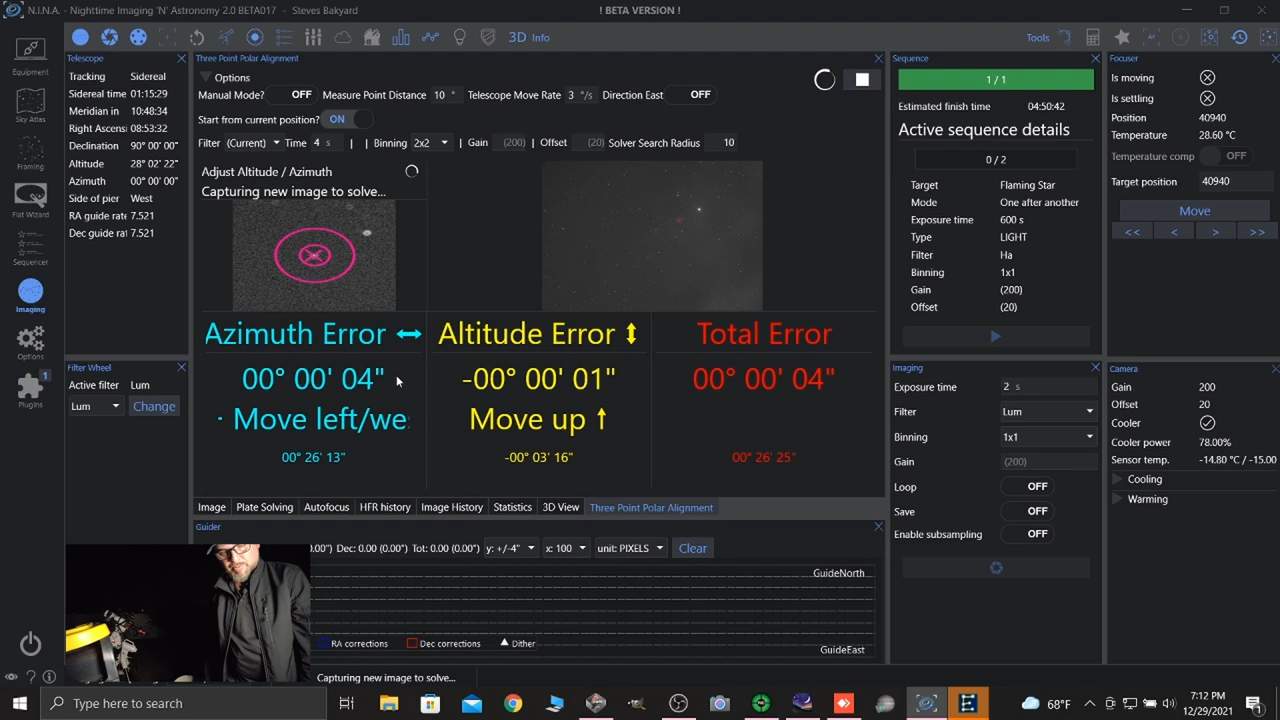 N.I.N.A. - Nighttime Imaging 'N' Astronomy 2.0 BETA017 - Steves Bakyard
! BETA VERSION !
3D Info
Tools
Equipment
Sky Atlas
Framing
Flat Wizard
Sequencer
Imaging
Options
Plugins
1
Telescope
Tracking Sidereal
Sidereal time 01:15:29
Meridian in 10:48:34
Right Ascensi 08:53:32
Declination 90° 00' 00"
Altitude 28° 02' 22"
Azimuth 00° 00' 00"
Side of pier West
RA guide rate 7.521
Dec guide rat 7.521
Filter Wheel
Active filter Lum
Lum Change
Three Point Polar Alignment
Options
Manual Mode? OFF Measure Point Distance 10 ° Telescope Move Rate 3 °/s Direction East OFF
Start from current position? ON
Filter (Current) Time 4 s | | Binning 2x2 | Gain (200) | Offset (20) Solver Search Radius 10
Adjust Altitude / Azimuth
Capturing new image to solve...
Azimuth Error
00° 00' 04"
Move left/we
00° 26' 13"
Altitude Error
-00° 00' 01"
Move up
-00° 03' 16"
Total Error
00° 00' 04"
00° 26' 25"
Image Plate Solving Autofocus HFR history Image History Statistics 3D View Three Point Polar Alignment
Guider
0.00") Dec: 0.00 (0.00") Tot: 0.00 (0.00") y: +/-4" x: 100 unit: PIXELS Clear
GuideNorth
RA corrections Dec corrections Dither
GuideEast
Capturing new image to solve...
Sequence
1 / 1
Estimated finish time 04:50:42
Active sequence details
0 / 2
Target Flaming Star
Mode One after another
Exposure time 600 s
Type LIGHT
Filter Ha
Binning 1x1
Gain (200)
Offset (20)
Imaging
Exposure time 2 s
Filter Lum
Binning 1x1
Gain (200)
Loop OFF
Save OFF
Enable subsampling OFF
Focuser
Is moving
Is settling
Position 40940
Temperature 28.60 °C
Temperature comp OFF
Target position 40940
Move
<< < > >>
Camera
Gain 200
Offset 20
Cooler
Cooler power 78.00%
Sensor temp. -14.80 °C / -15.00
Cooling
Warming
Type here to search
68°F
7:12 PM
12/29/2021
1